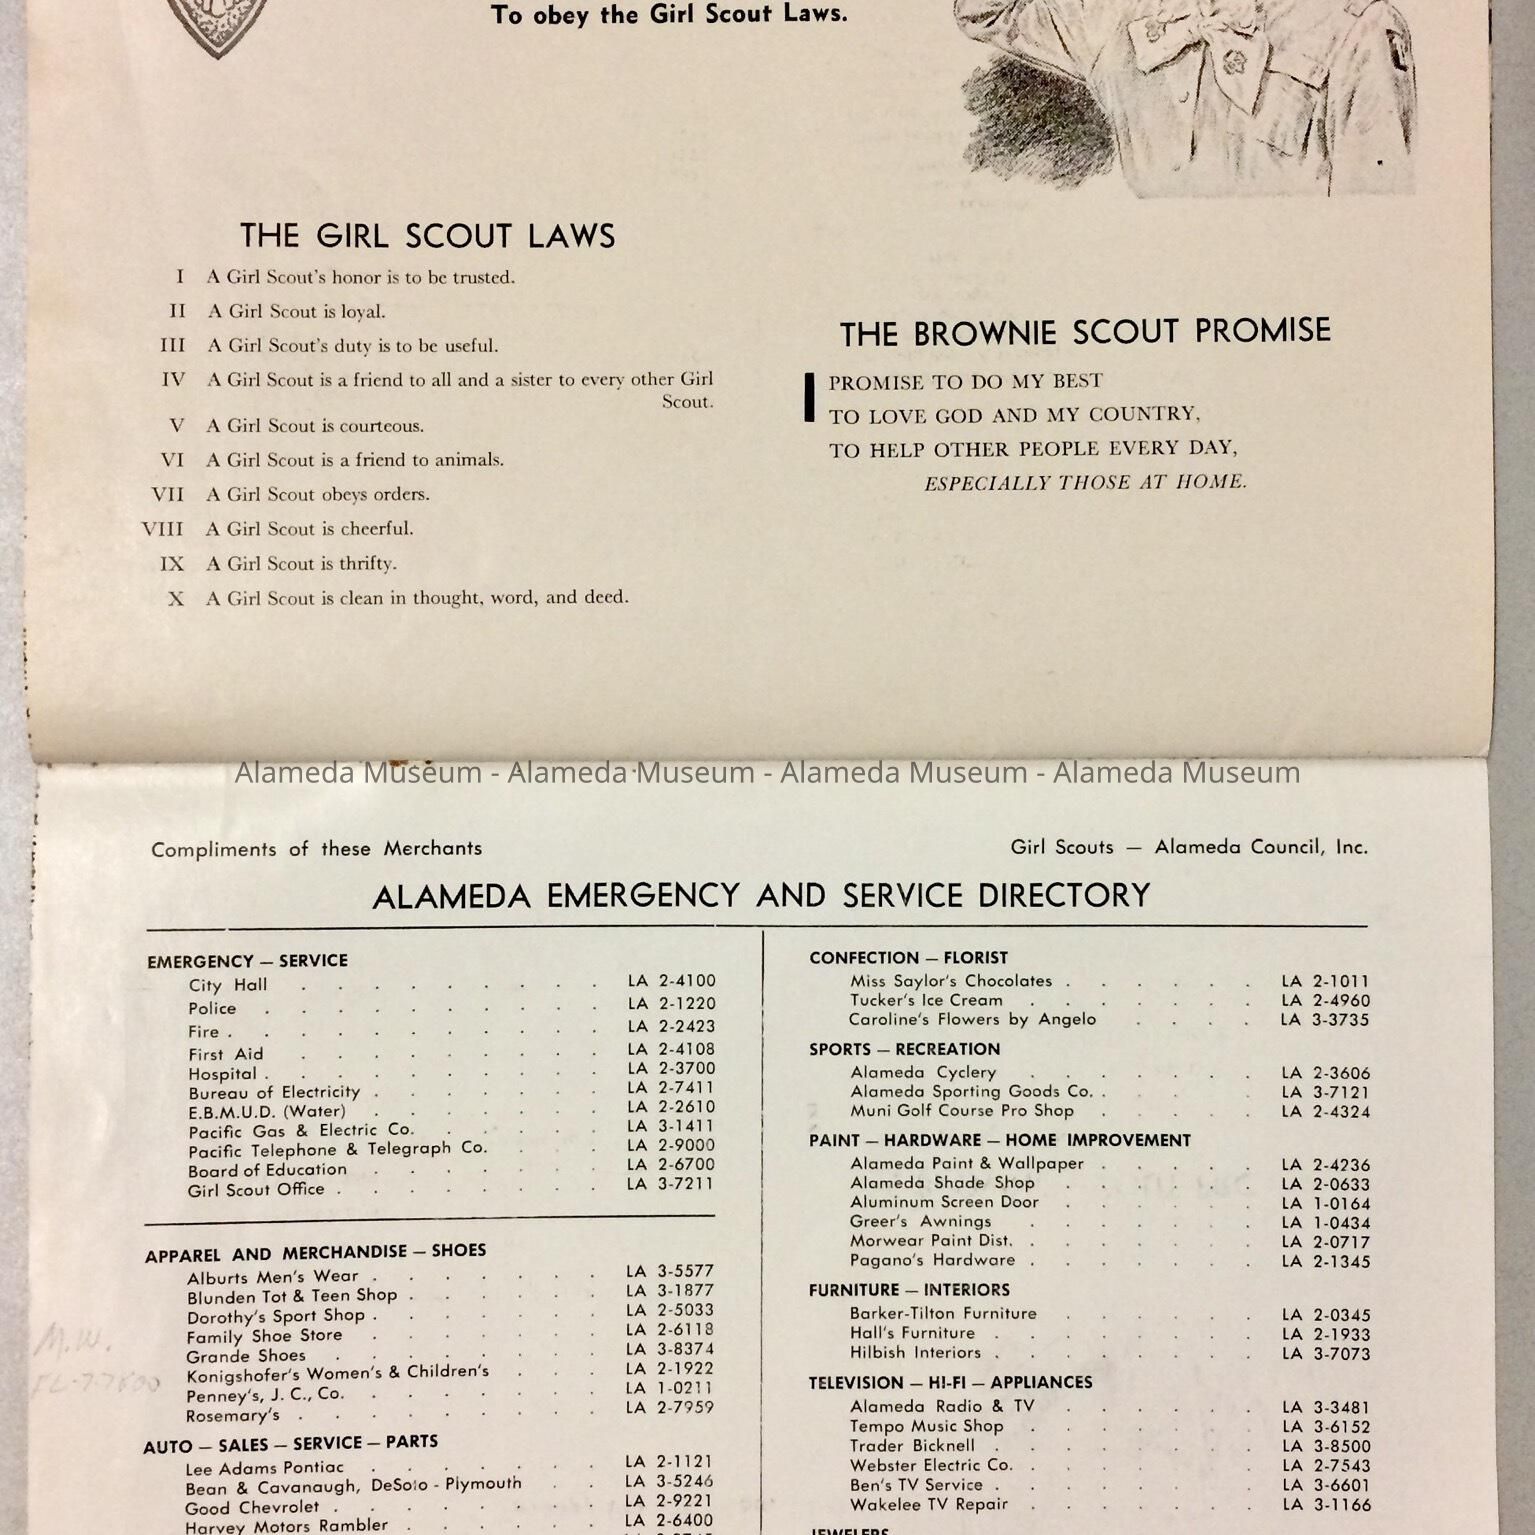 To obey the Girl Scout Laws.
THE GIRL SCOUT LAWS
I A Girl Scout's honor is to be trusted.
II A Girl Scout is loyal.
III A Girl Scout's duty is to be useful.
IV A Girl Scout is a friend to all and a sister to every other Girl
Scout.
V A Girl Scout is courteous.
VI A Girl Scout is a friend to animals.
VII A Girl Scout obeys orders.
VIII A Girl Scout is cheerful.
IX A Girl Scout is thrifty.
X A Girl Scout is clean in thought, word, and deed.
THE BROWNIE SCOUT PROMISE
I PROMISE TO DO MY BEST
TO LOVE GOD AND MY COUNTRY,
TO HELP OTHER PEOPLE EVERY DAY,
ESPECIALLY THOSE AT HOME.
Alameda Museum - Alameda Museum - Alameda Museum - Alameda Museum
Compliments of these Merchants
Girl Scouts — Alameda Council, Inc.
ALAMEDA EMERGENCY AND SERVICE DIRECTORY
EMERGENCY — SERVICE
City Hall . . . . . . . . . LA 2-4100
Police . . . . . . . . . . LA 2-1220
Fire . . . . . . . . . . . LA 2-2423
First Aid . . . . . . . . . LA 2-4108
Hospital . . . . . . . . . . LA 2-3700
Bureau of Electricity . . . . . . . LA 2-7411
E.B.M.U.D. (Water) . . . . . . . LA 2-2610
Pacific Gas & Electric Co. . . . . . LA 3-1411
Pacific Telephone & Telegraph Co. . . . LA 2-9000
Board of Education . . . . . . . LA 2-6700
Girl Scout Office . . . . . . . . LA 3-7211
APPAREL AND MERCHANDISE — SHOES
Alburts Men's Wear . . . . . . . LA 3-5577
Blunden Tot & Teen Shop . . . . . . LA 3-1877
Dorothy's Sport Shop . . . . . . . LA 2-5033
Family Shoe Store . . . . . . . LA 2-6118
Grande Shoes . . . . . . . . LA 3-8374
Konigshofer's Women's & Children's . . . LA 2-1922
Penney's, J. C., Co. . . . . . . . LA 1-0211
Rosemary's . . . . . . . . . LA 2-7959
M.W.
AUTO — SALES — SERVICE — PARTS
Lee Adams Pontiac . . . . . . . LA 2-1121
Bean & Cavanaugh, DeSoto - Plymouth . . LA 3-5246
Good Chevrolet . . . . . . . . LA 2-9221
Harvey Motors Rambler . . . . . . LA 2-6400
CONFECTION — FLORIST
Miss Saylor's Chocolates . . . . . . LA 2-1011
Tucker's Ice Cream . . . . . . . LA 2-4960
Caroline's Flowers by Angelo . . . . LA 3-3735
SPORTS — RECREATION
Alameda Cyclery . . . . . . . LA 2-3606
Alameda Sporting Goods Co. . . . . . LA 3-7121
Muni Golf Course Pro Shop . . . . . LA 2-4324
PAINT — HARDWARE — HOME IMPROVEMENT
Alameda Paint & Wallpaper . . . . . LA 2-4236
Alameda Shade Shop . . . . . . LA 2-0633
Aluminum Screen Door . . . . . . LA 1-0164
Greer's Awnings . . . . . . . LA 1-0434
Morwear Paint Dist. . . . . . . . LA 2-0717
Pagano's Hardware . . . . . . . LA 2-1345
FURNITURE — INTERIORS
Barker-Tilton Furniture . . . . . . LA 2-0345
Hall's Furniture . . . . . . . . LA 2-1933
Hilbish Interiors . . . . . . . . LA 3-7073
TELEVISION — HI-FI — APPLIANCES
Alameda Radio & TV . . . . . . LA 3-3481
Tempo Music Shop . . . . . . . LA 3-6152
Trader Bicknell . . . . . . . . LA 3-8500
Webster Electric Co. . . . . . . . LA 2-7543
Ben's TV Service . . . . . . . . LA 3-6601
Wakelee TV Repair . . . . . . . LA 3-1166
JEWELERS